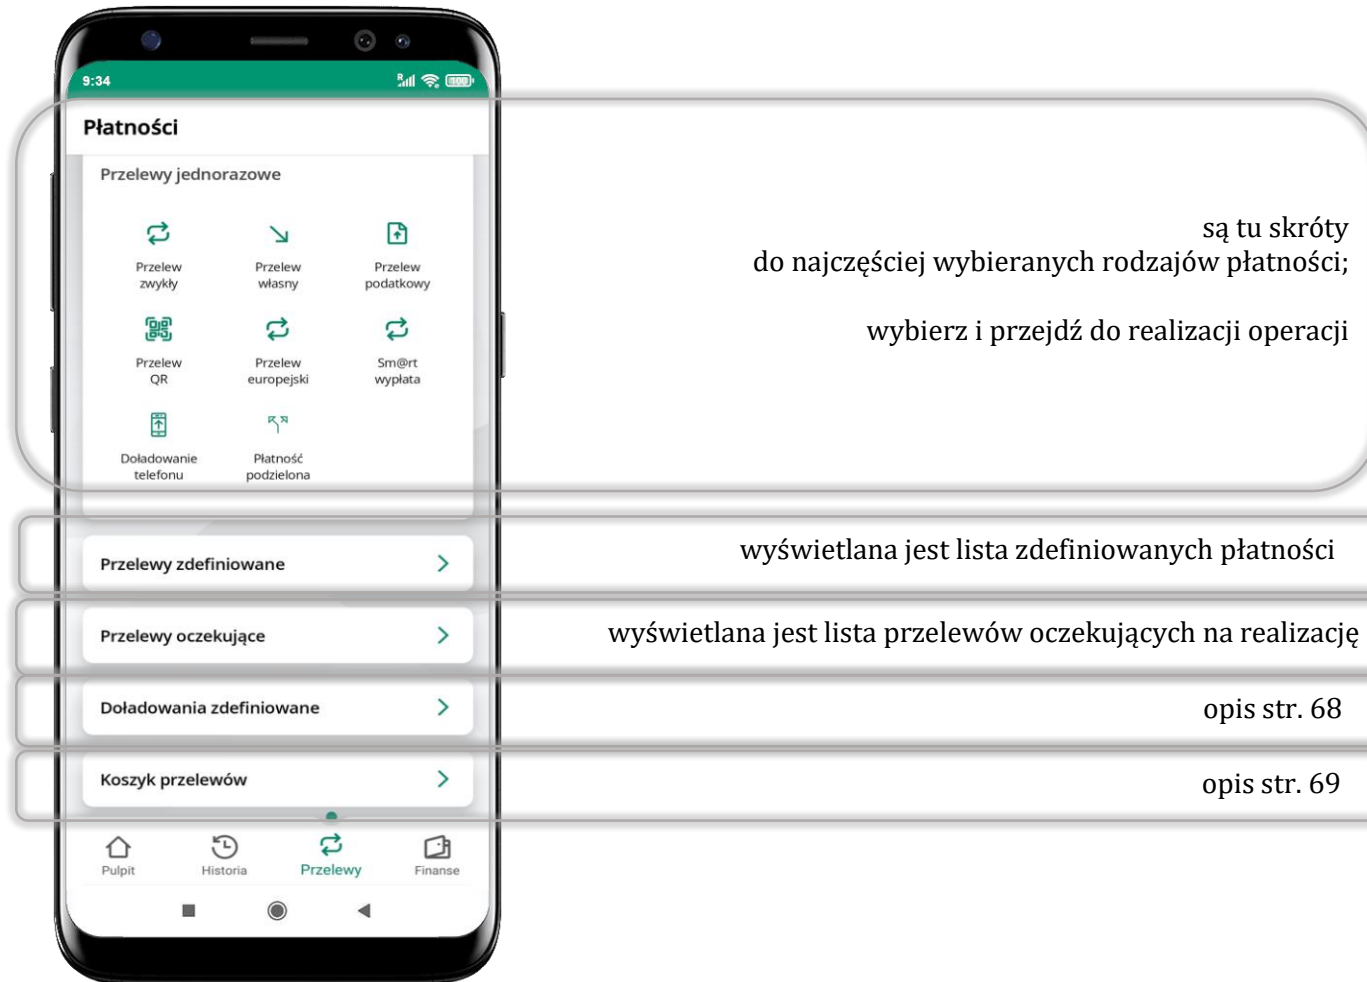 9:34
R
100
Płatności
Przelewy jednorazowe
Przelew
zwykły
Przelew
własny
Przelew
podatkowy
Przelew
QR
Przelew
europejski
Sm@rt
wypłata
Doładowanie
telefonu
Płatność
podzielona
są tu skróty
do najczęściej wybieranych rodzajów płatności;
wybierz i przejdź do realizacji operacji
Przelewy zdefiniowane
wyświetlana jest lista zdefiniowanych płatności
Przelewy oczekujące
wyświetlana jest lista przelewów oczekujących na realizację
Doładowania zdefiniowane
opis str. 68
Koszyk przelewów
opis str. 69
Pulpit
Historia
Przelewy
Finanse